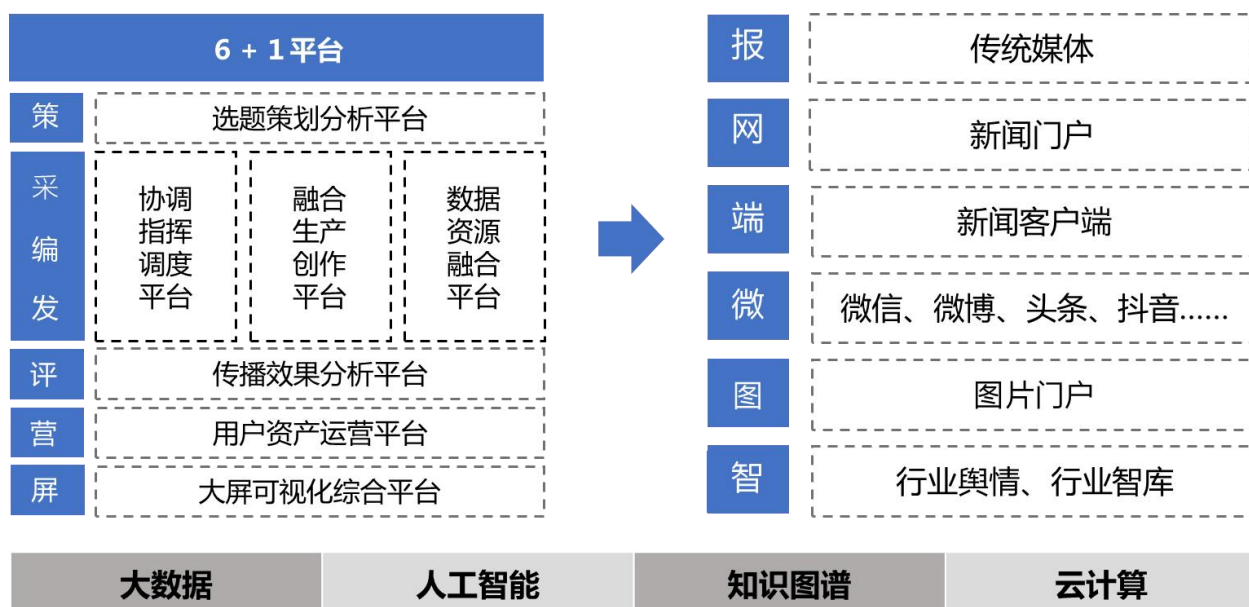 6 + 1平台
策
选题策划分析平台
采
编
发
协调
指挥
调度
平台
融合
生产
创作
平台
数据
资源
融合
平台
评
传播效果分析平台
营
用户资产运营平台
屏
大屏可视化综合平台
报
传统媒体
网
新闻门户
端
新闻客户端
微
微信、微博、头条、抖音......
图
图片门户
智
行业舆情、行业智库
大数据
人工智能
知识图谱
云计算